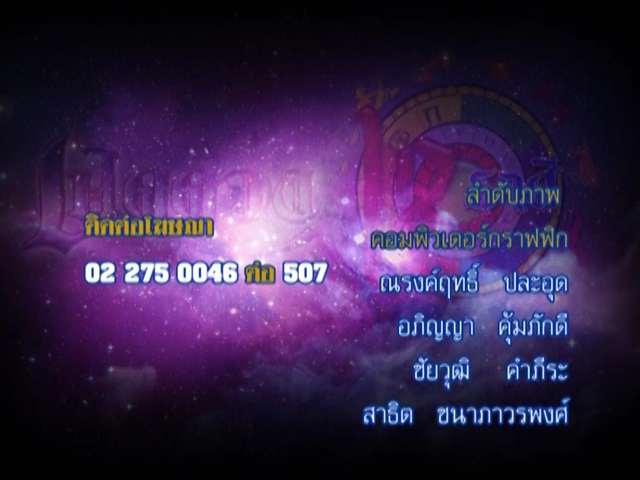 ติดต่อโฆษณา
02 275 0046 ต่อ 507
ลำดับภาพ
คอมพิวเตอร์กราฟฟิก
ณรงค์ฤทธิ์ ปละอุด
อภิญญา คุ้มภักดี
ชัยวุฒิ คำภีระ
สาธิต ชนาภาวรพงศ์